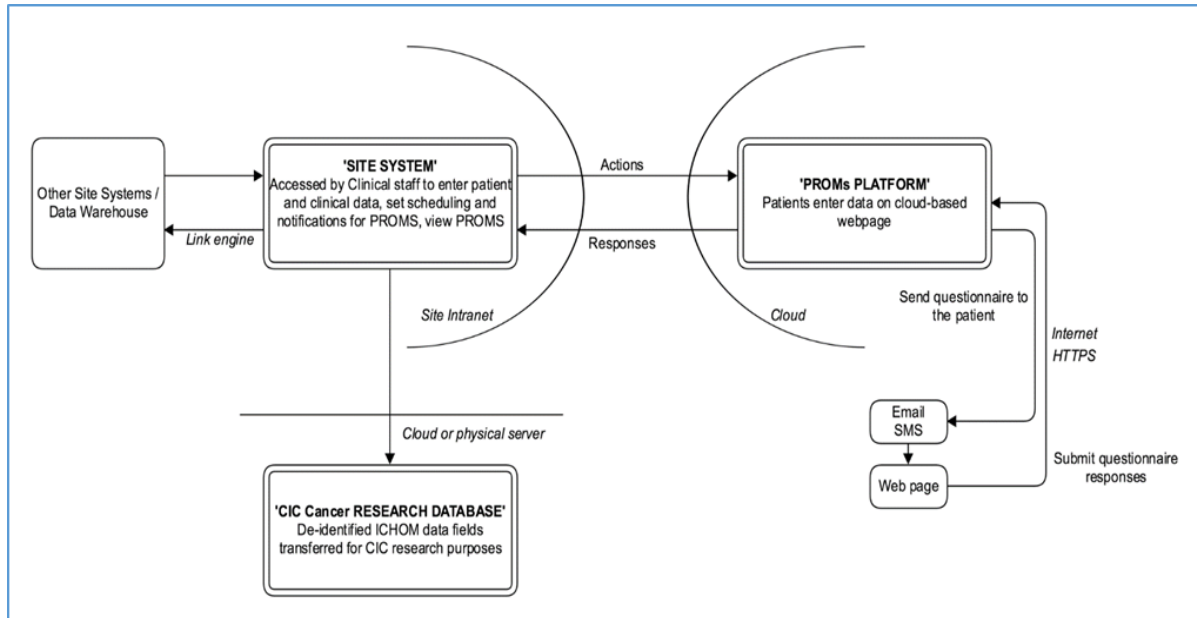 Other Site Systems /
Data Warehouse
Link engine
'SITE SYSTEM'
Accessed by Clinical staff to enter patient
and clinical data, set scheduling and
notifications for PROMS, view PROMS
Site Intranet
Actions
Responses
Cloud
'PROMs PLATFORM'
Patients enter data on cloud-based
webpage
Send questionnaire to
the patient
Internet
HTTPS
Email
SMS
Web page
Submit questionnaire
responses
Cloud or physical server
'CIC Cancer RESEARCH DATABASE'
De-identified ICHOM data fields
transferred for CIC research purposes